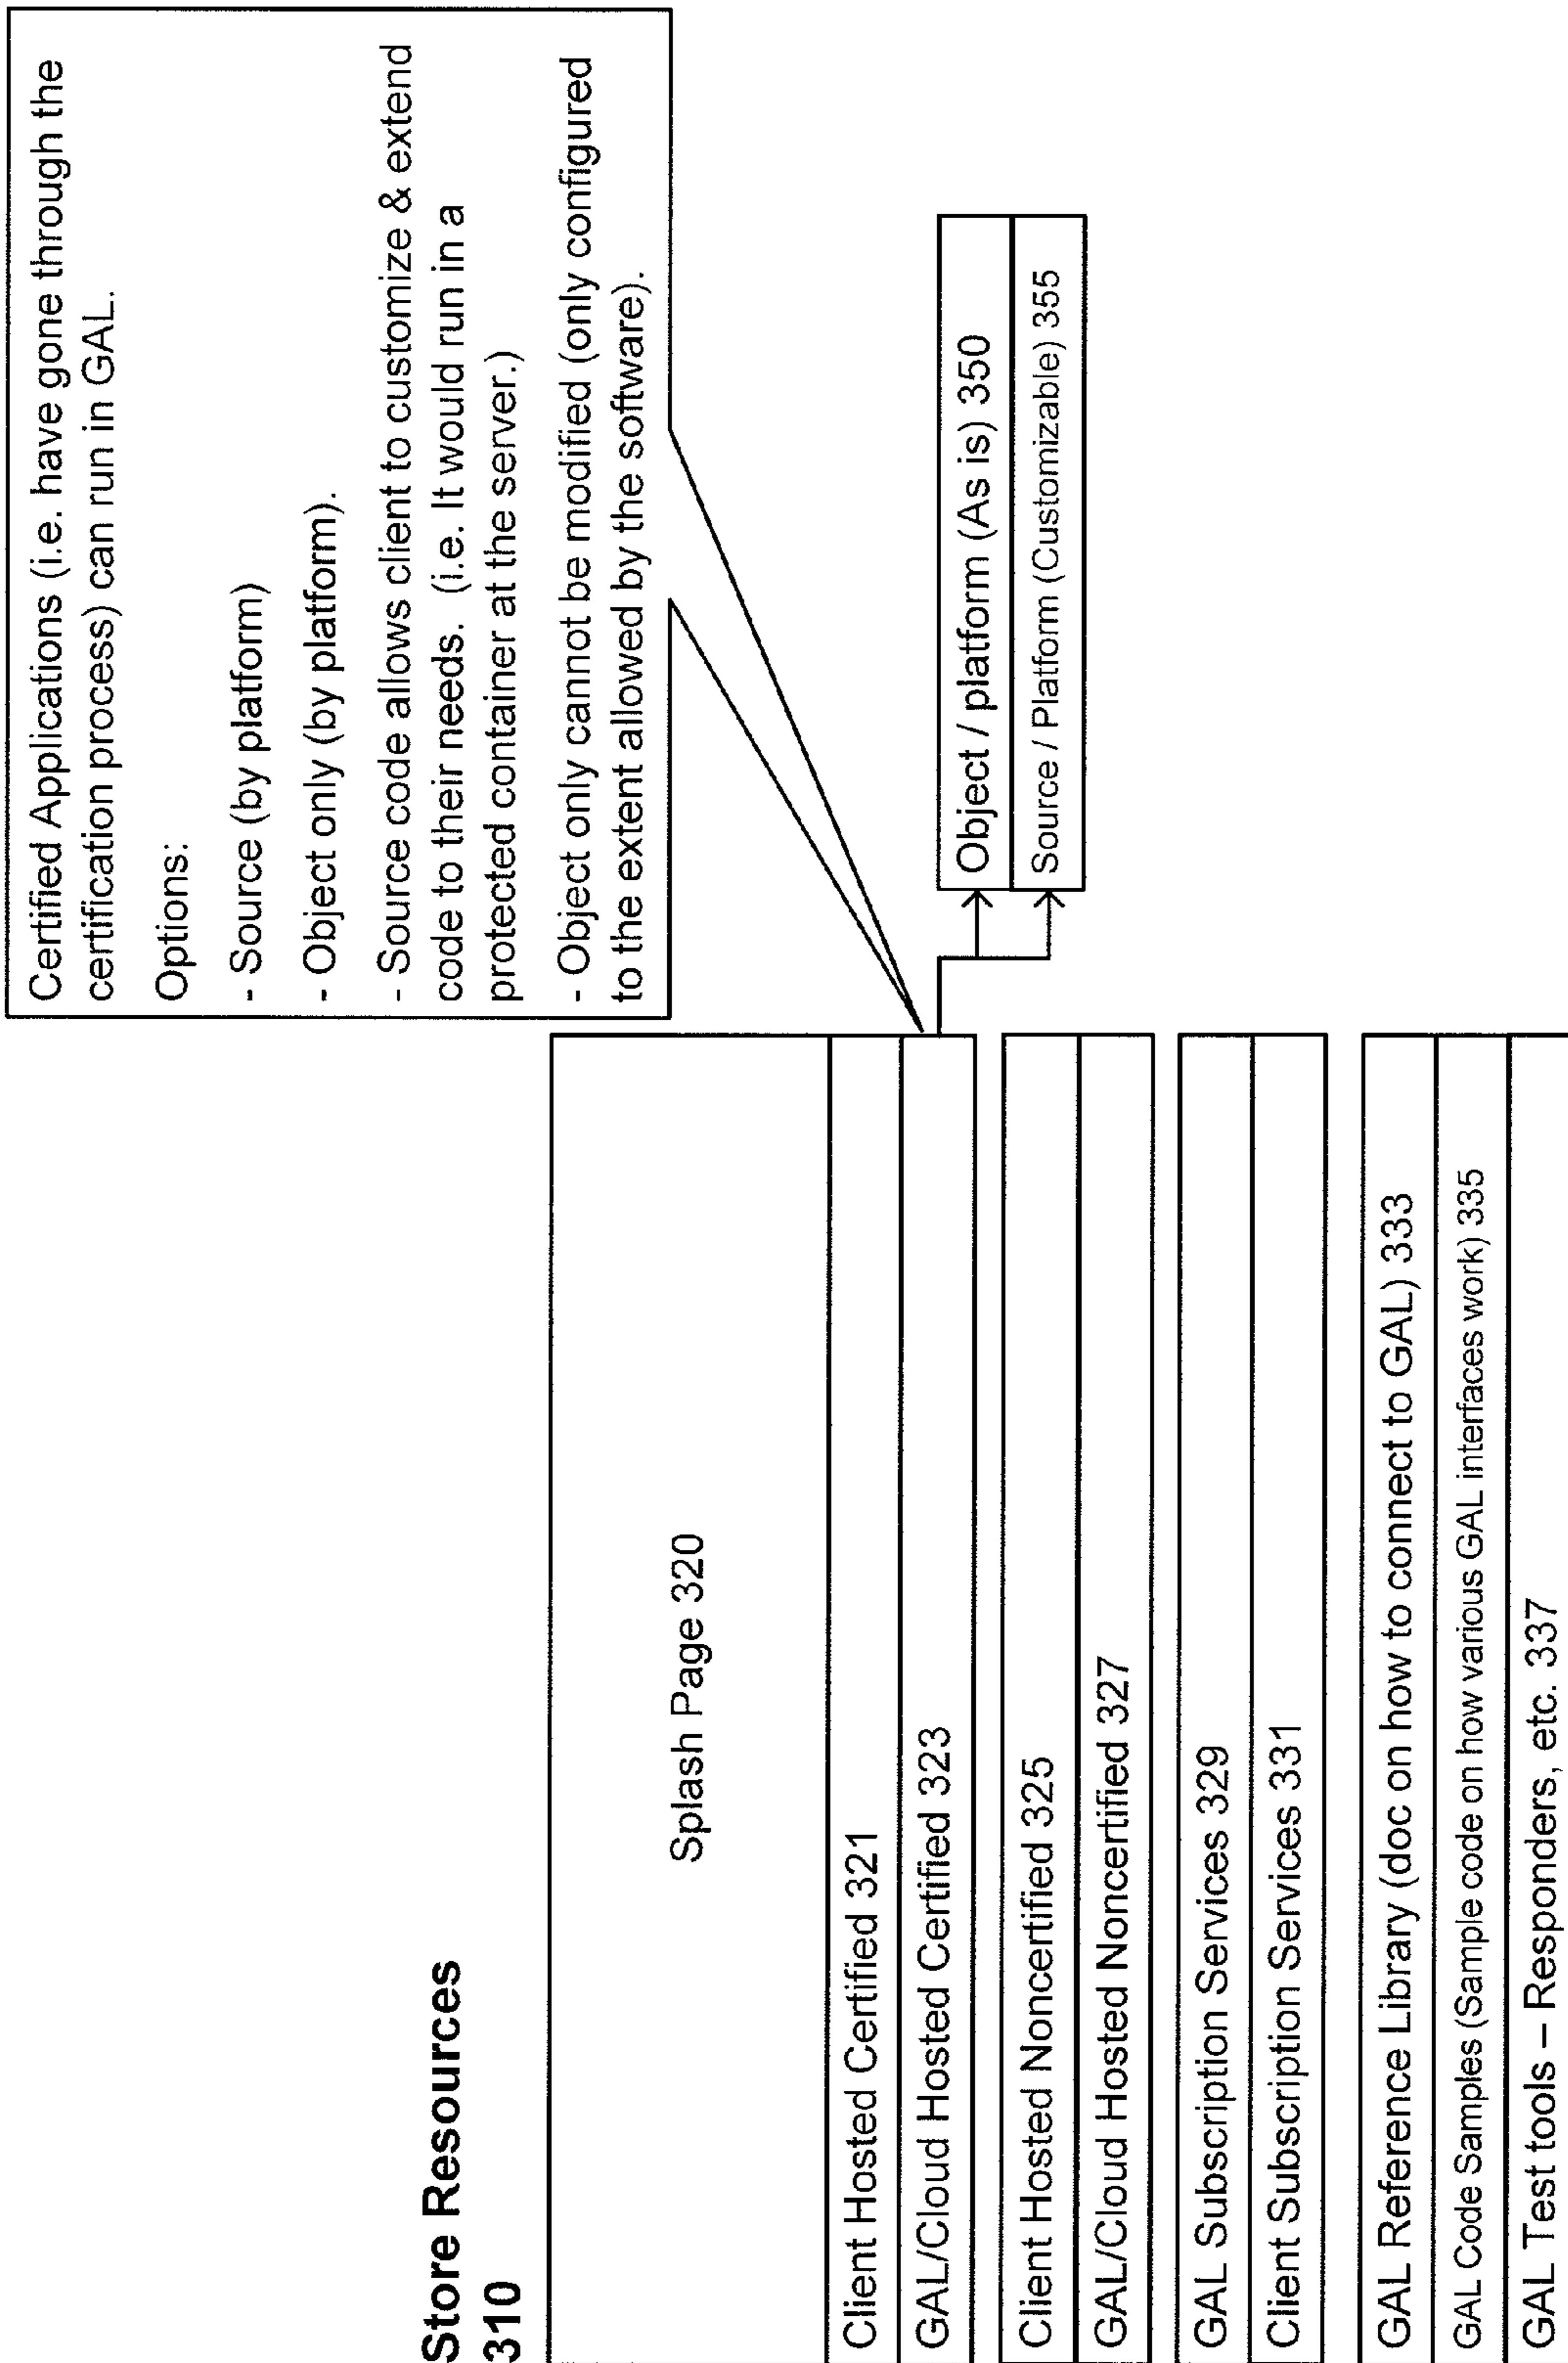 Store Resources
310
Splash Page 320
Client Hosted Certified 321
GAL/Cloud Hosted Certified 323
Client Hosted Noncertified 325
GAL/Cloud Hosted Noncertified 327
GAL Subscription Services 329
Client Subscription Services 331
GAL Reference Library (doc on how to connect to GAL) 333
GAL Code Samples (Sample code on how various GAL interfaces work) 335
GAL Test tools – Responders, etc. 337
Certified Applications (i.e. have gone through the
certification process) can run in GAL.
Options:
- Source (by platform)
- Object only (by platform).
- Source code allows client to customize & extend
code to their needs. (i.e. It would run in a
protected container at the server.)
- Object only cannot be modified (only configured
to the extent allowed by the software).
Object / platform (As is) 350
Source / Platform (Customizable) 355